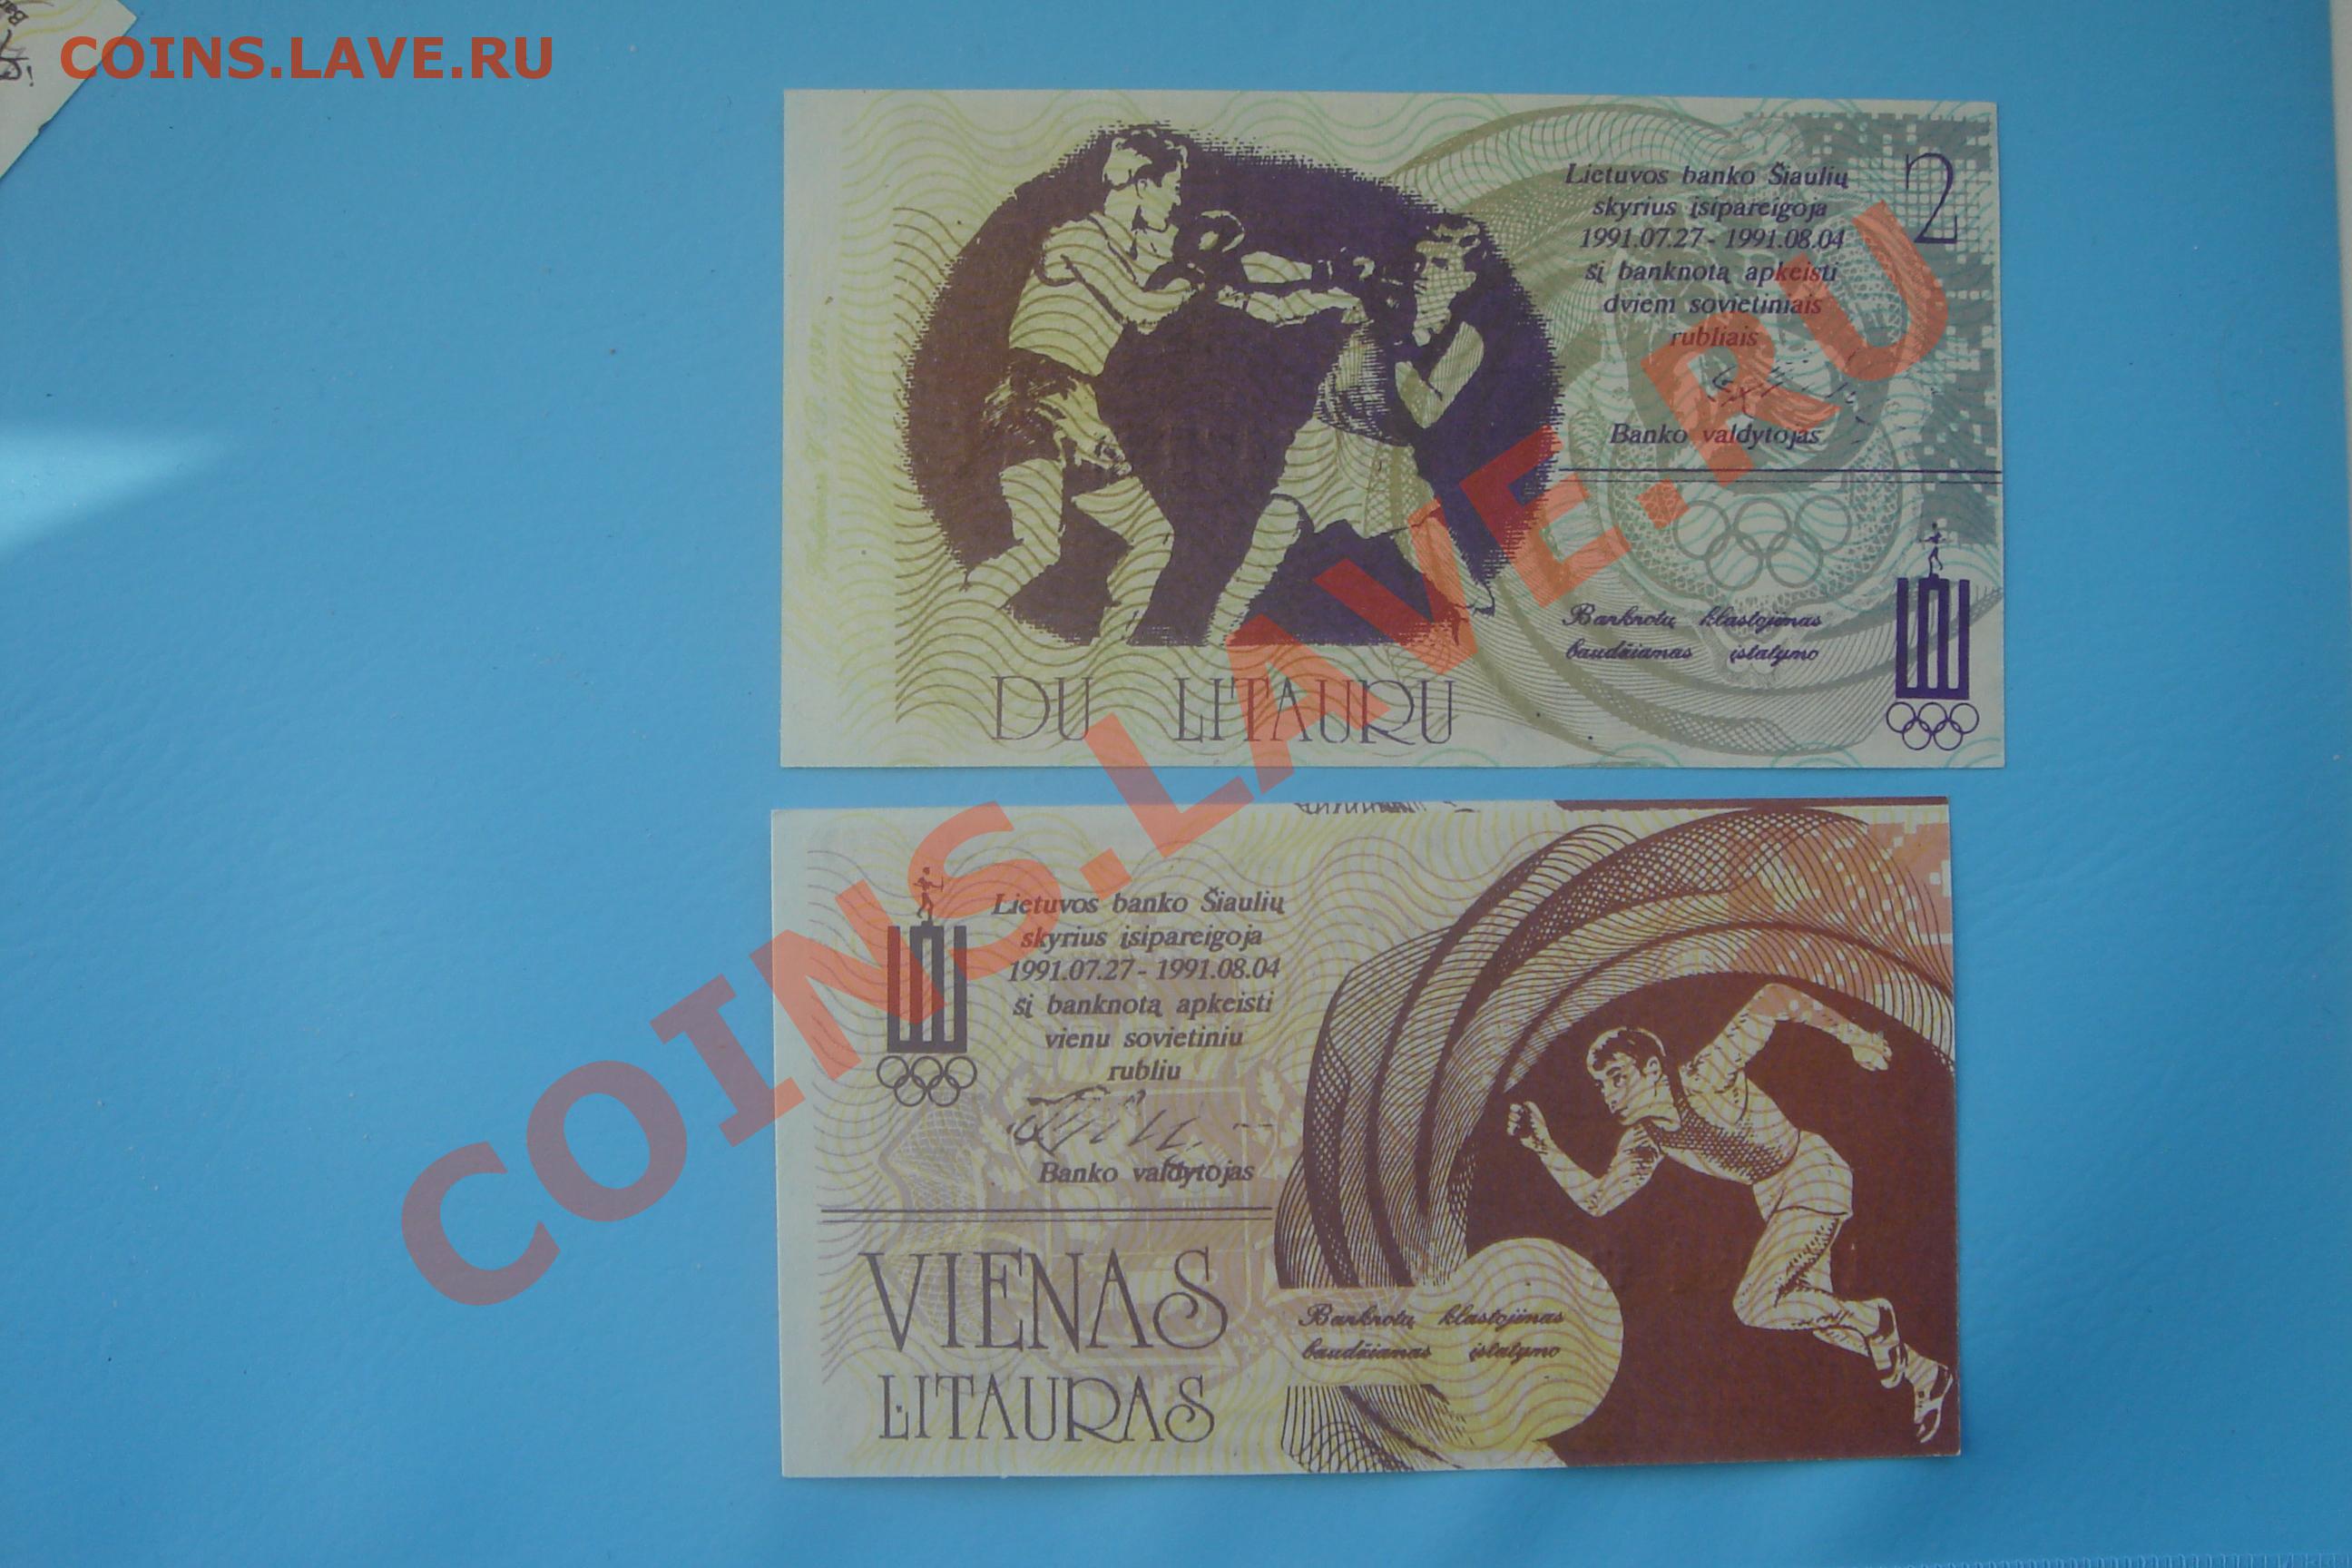 COINS.LAVE.RU
Lietuvos banko Šiaulių
skyrius įsipareigoja
1991.07.27 - 1991.08.04
šį banknotą apkeisti
dviem sovietiniais
rubliais
Banko valdytojas
2
Banknotų klastojimas
baudžiamas įstatymo
DU LITAURU
COINS.LAVE.RU
Lietuvos banko Šiaulių
skyrius įsipareigoja
1991.07.27 - 1991.08.04
šį banknotą apkeisti
vienu sovietiniu
rubliu
Banko valdytojas
VIENAS
LITAURAS
Banknotų klastojimas
baudžiamas įstatymo